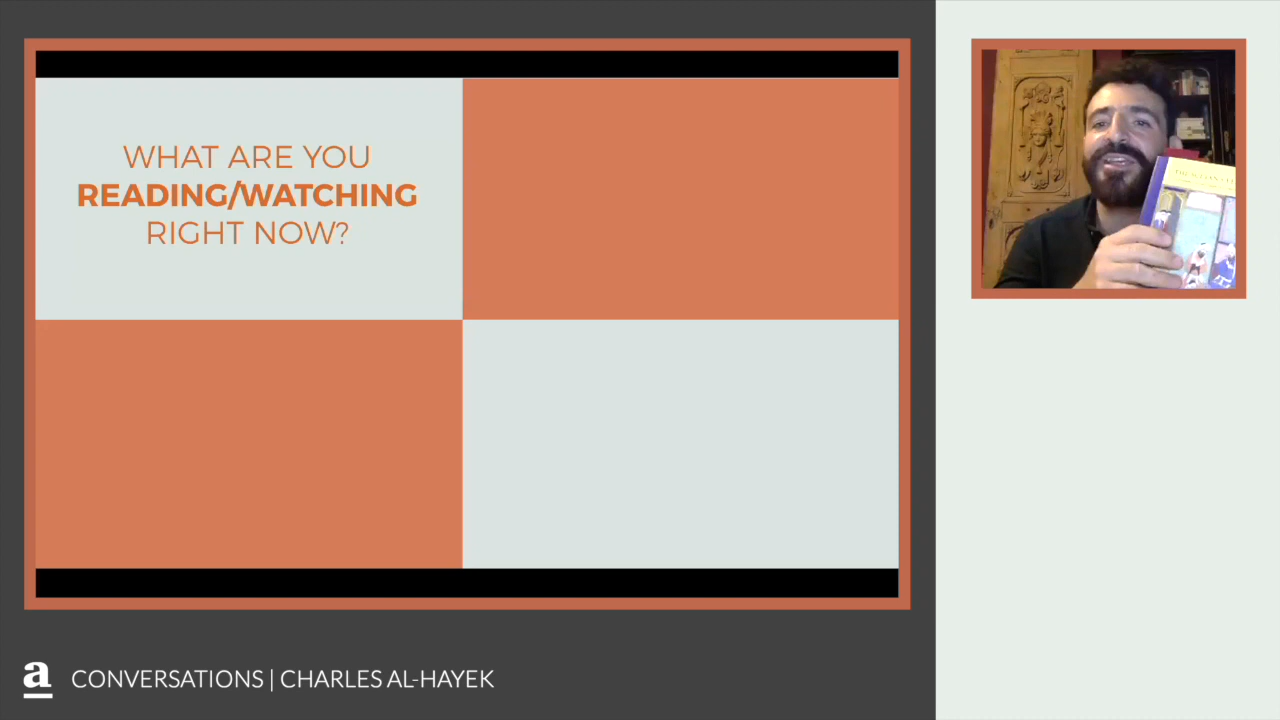 WHAT ARE YOU
READING/WATCHING
RIGHT NOW?
a
CONVERSATIONS | CHARLES AL-HAYEK